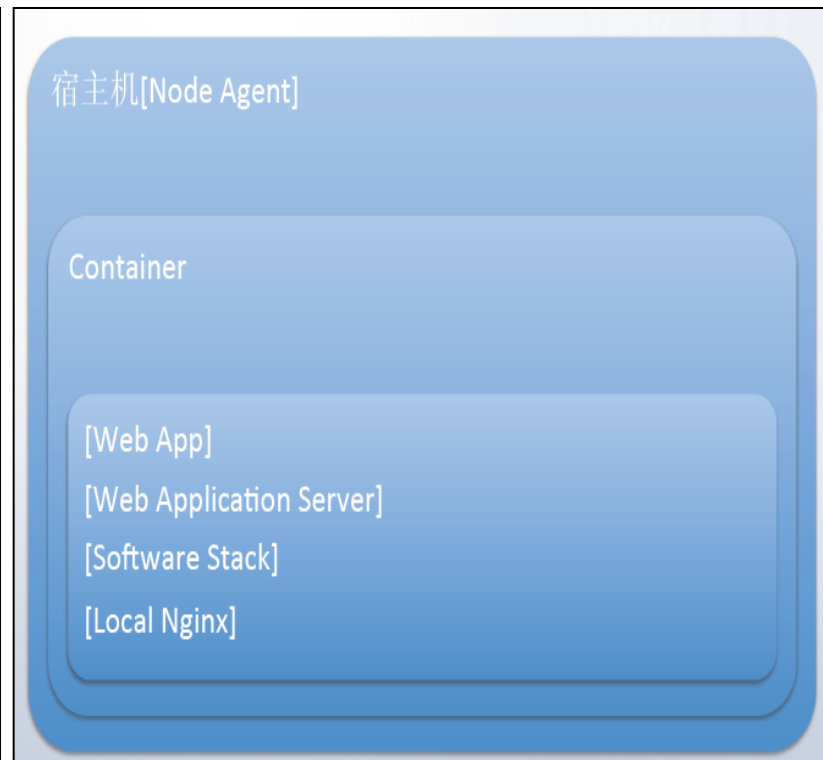 宿主机[Node Agent]
Container
[Web App]
[Web Application Server]
[Software Stack]
[Local Nginx]